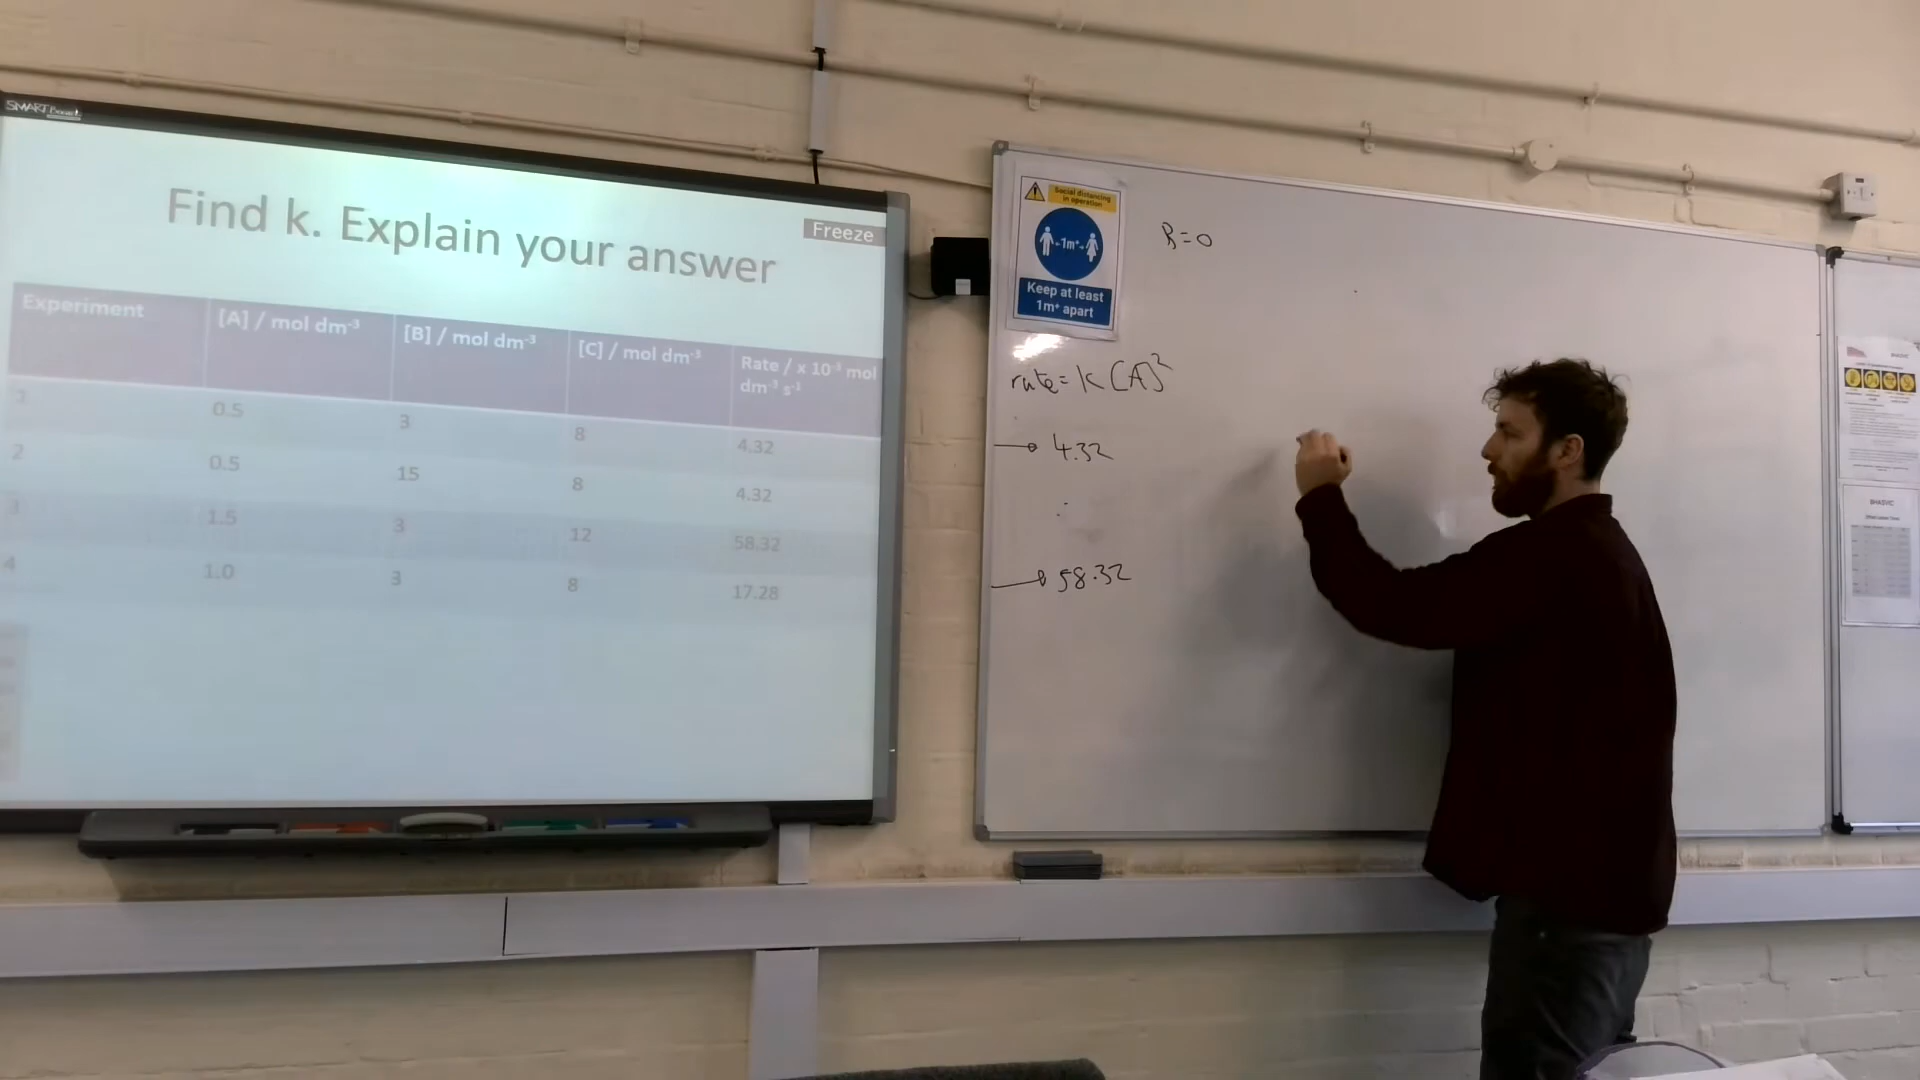 SMART Board
Find k. Explain your answer
Freeze
Experiment [A] / mol dm⁻³ [B] / mol dm⁻³ [C] / mol dm⁻³ Rate / x 10⁻³ mol
dm⁻³ s⁻¹
1 0.5 3 8 4.32
2 0.5 15 8 4.32
3 1.5 3 12 58.32
4 1.0 3 8 17.28
Social distancing
in operation
1m⁺
Keep at least
1m⁺ apart
B=0
rate= k [A]²
4.32
∴
58.32
BHASVIC